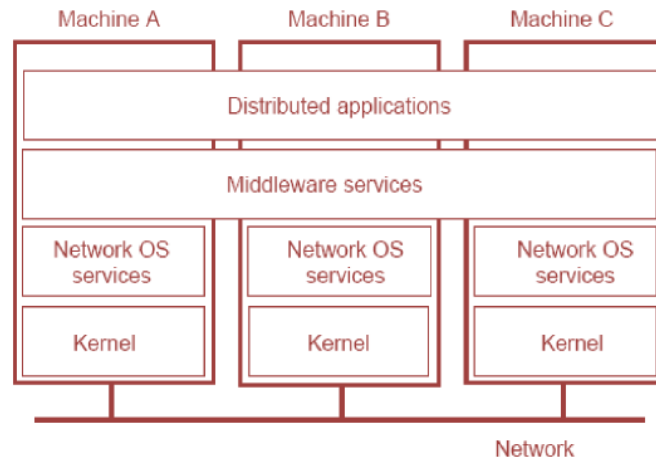 Machine A
Machine B
Machine C
Distributed applications
Middleware services
Network OS
services
Network OS
services
Network OS
services
Kernel
Kernel
Kernel
Network